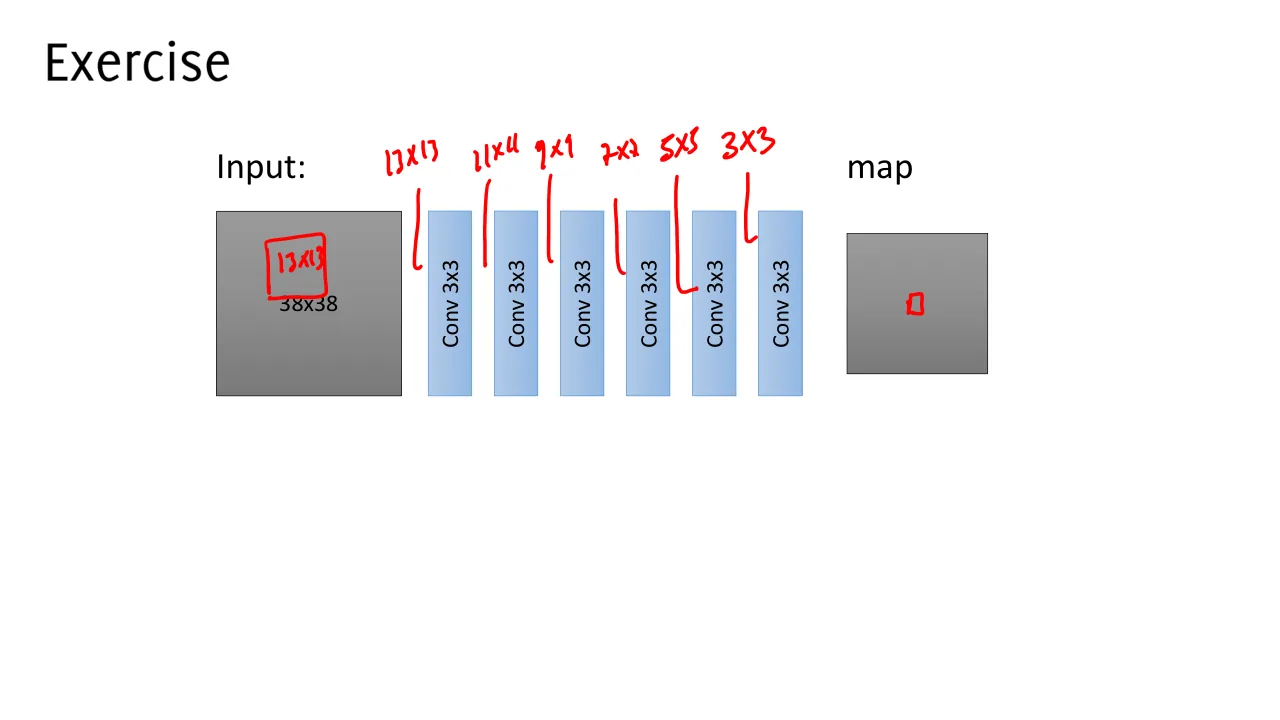 Exercise
13x13 11x11 9x9 7x7 5x5 3x3
Input:
map
13x13
38x38
Conv 3x3
Conv 3x3
Conv 3x3
Conv 3x3
Conv 3x3
Conv 3x3